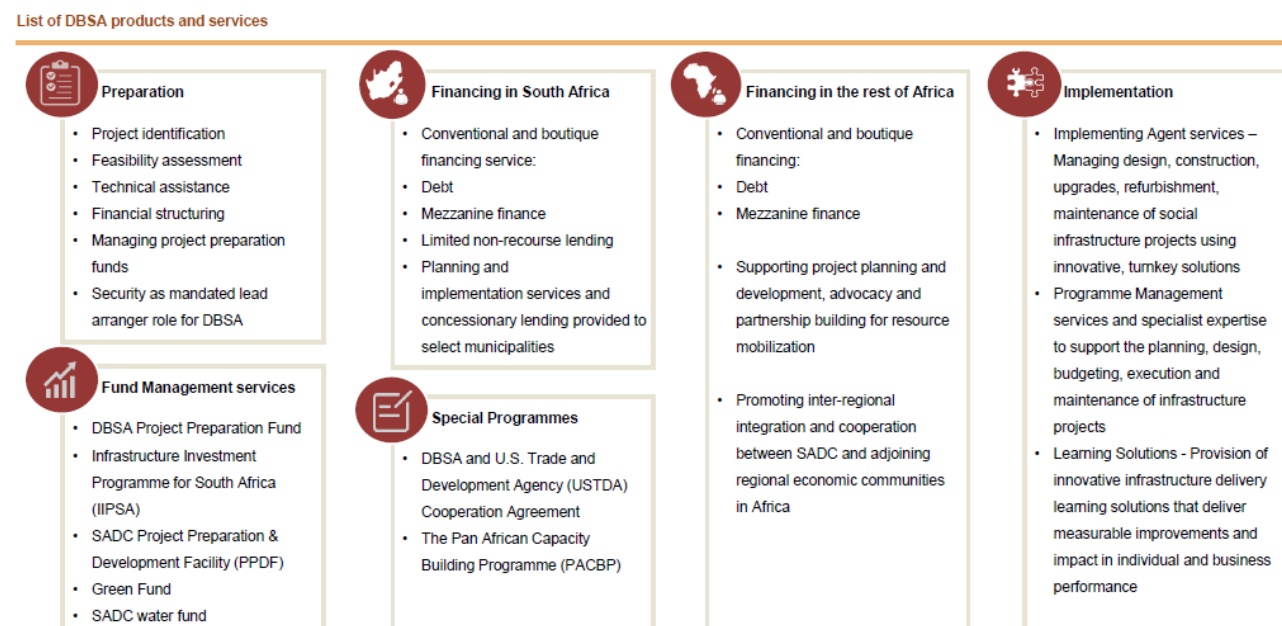 List of DBSA products and services
Preparation
• Project identification
• Feasibility assessment
• Technical assistance
• Financial structuring
• Managing project preparation
funds
• Security as mandated lead
arranger role for DBSA
Fund Management services
• DBSA Project Preparation Fund
• Infrastructure Investment
Programme for South Africa
(IIPSA)
• SADC Project Preparation &
Development Facility (PPDF)
• Green Fund
• SADC water fund
Financing in South Africa
• Conventional and boutique
financing service:
• Debt
• Mezzanine finance
• Limited non-recourse lending
• Planning and
implementation services and
concessionary lending provided to
select municipalities
Special Programmes
• DBSA and U.S. Trade and
Development Agency (USTDA)
Cooperation Agreement
• The Pan African Capacity
Building Programme (PACBP)
Financing in the rest of Africa
• Conventional and boutique
financing:
• Debt
• Mezzanine finance
• Supporting project planning and
development, advocacy and
partnership building for resource
mobilization
• Promoting inter-regional
integration and cooperation
between SADC and adjoining
regional economic communities
in Africa
Implementation
• Implementing Agent services –
Managing design, construction,
upgrades, refurbishment,
maintenance of social
infrastructure projects using
innovative, turnkey solutions
• Programme Management
services and specialist expertise
to support the planning, design,
budgeting, execution and
maintenance of infrastructure
projects
• Learning Solutions - Provision of
innovative infrastructure delivery
learning solutions that deliver
measurable improvements and
impact in individual and business
performance